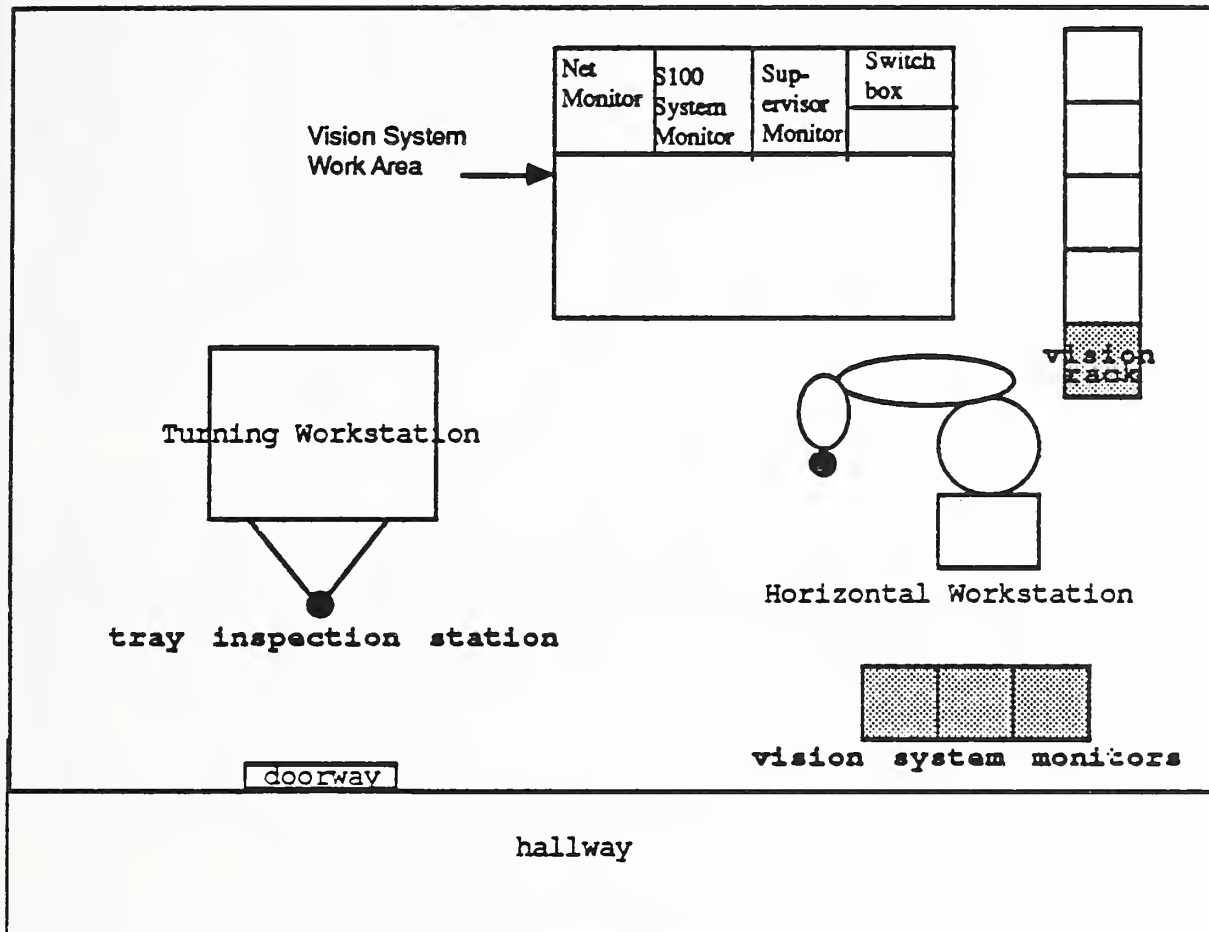 Net
Monitor
S100
System
Monitor
Sup-
ervisor
Monitor
Switch
box
Vision System
Work Area
vision
rack
Turning Workstation
Horizontal Workstation
tray inspection station
vision system monitors
doorway
hallway